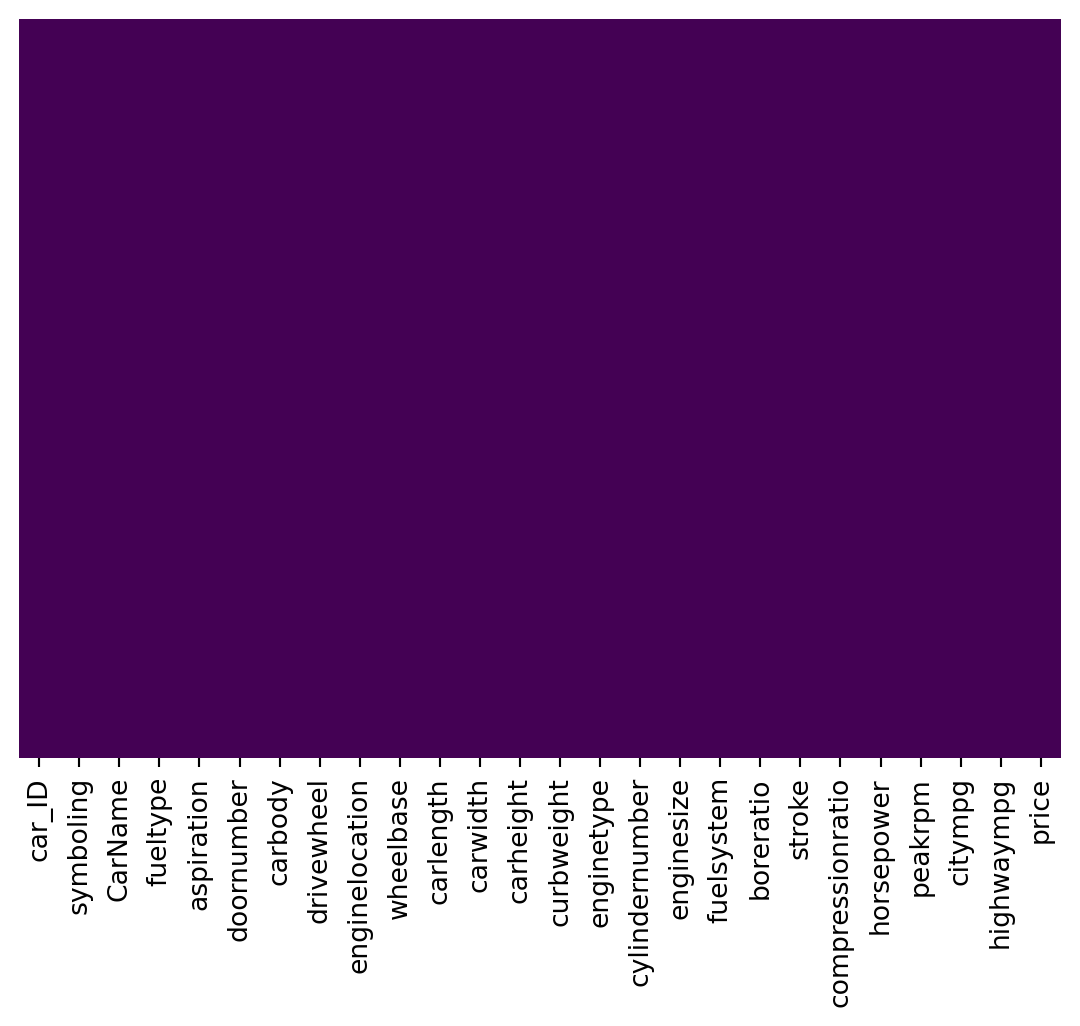 car_ID
symboling
CarName
fueltype
aspiration
doornumber
carbody
drivewheel
enginelocation
wheelbase
carlength
carwidth
carheight
curbweight
enginetype
cylindernumber
enginesize
fuelsystem
boreratio
stroke
compressionratio
horsepower
peakrpm
citympg
highwaympg
price